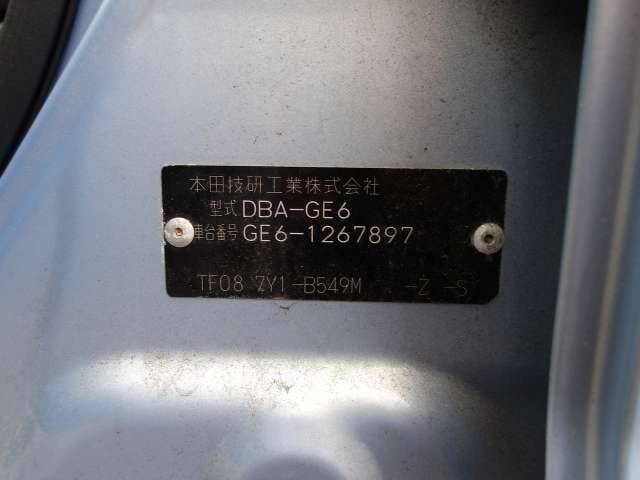 本田技研工業株式会社
型式 DBA-GE6
車台番号 GE6-1267897
TF08 ZY1-B549M -Z -S